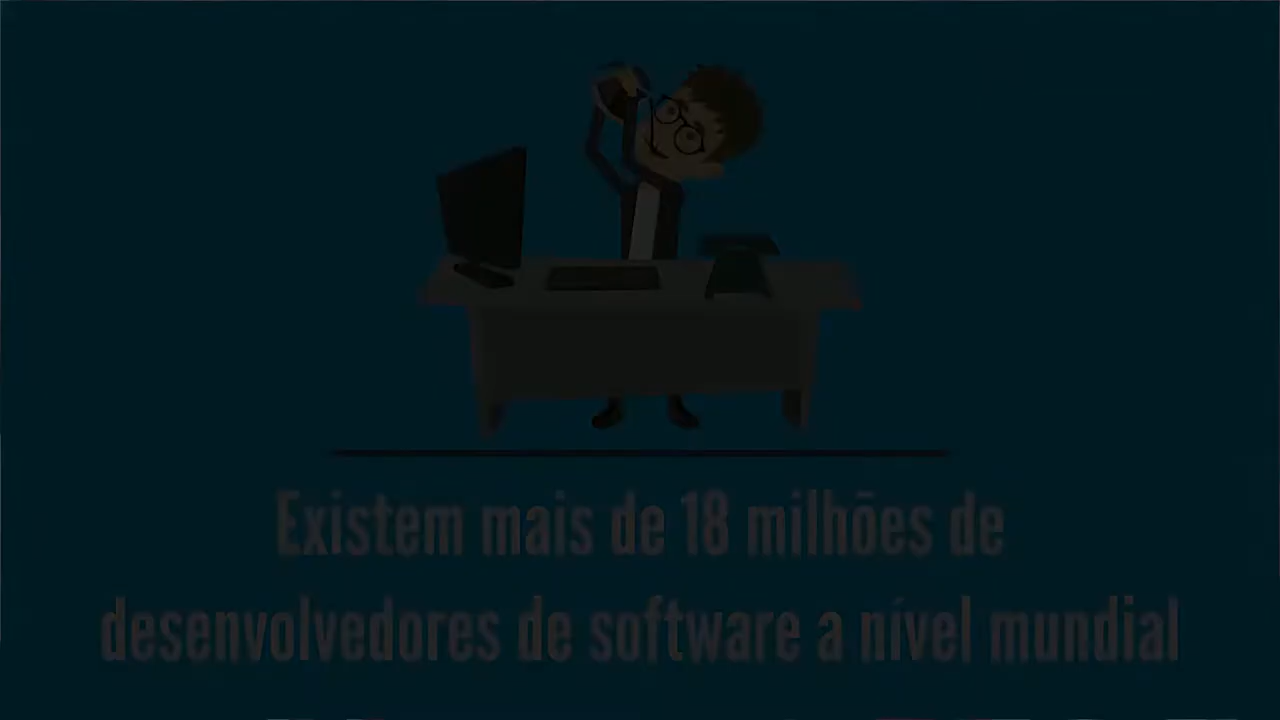 Existem mais de 18 milhões de
desenvolvedores de software a nível mundial